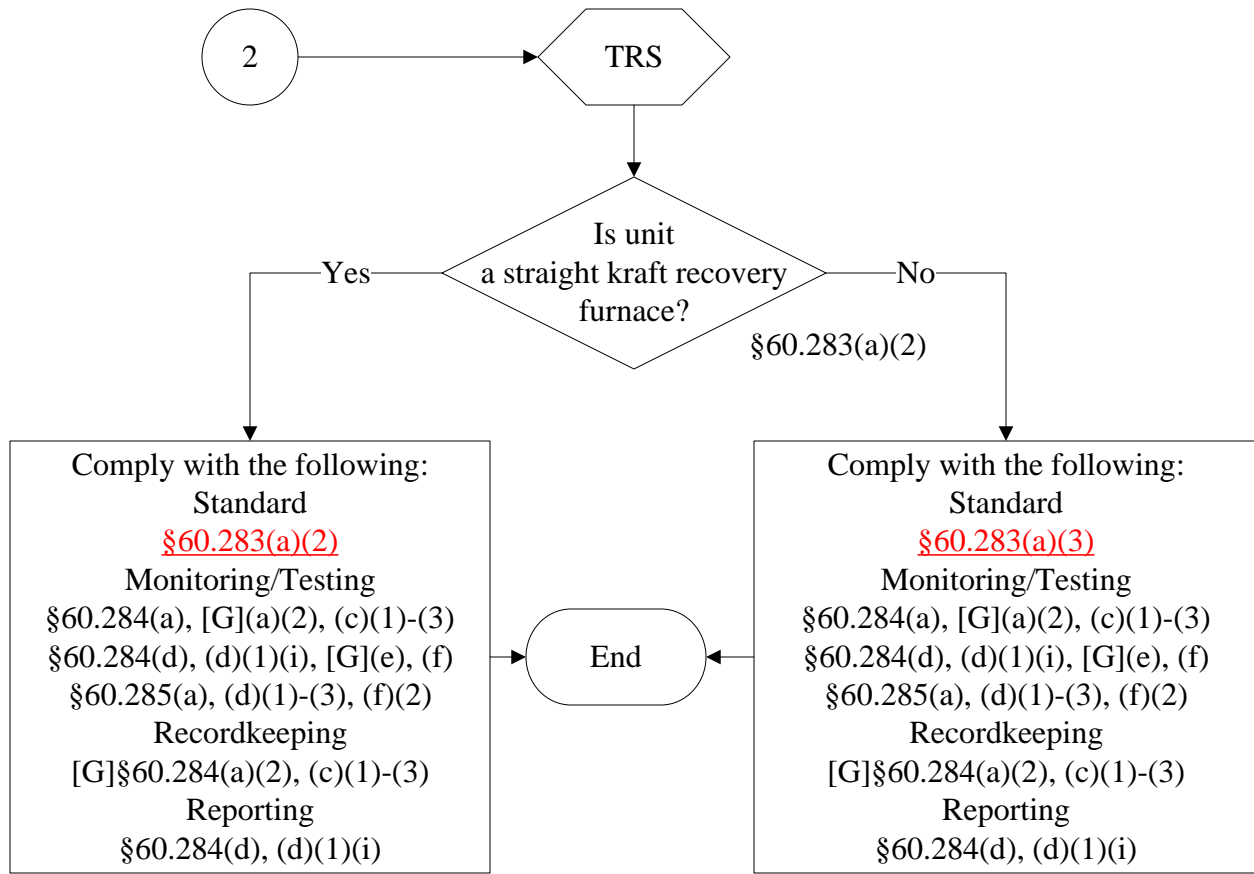 2
TRS
Is unit
a straight kraft recovery
furnace?
Yes
No
§60.283(a)(2)
Comply with the following:
Standard
§60.283(a)(2)
Monitoring/Testing
§60.284(a), [G](a)(2), (c)(1)-(3)
§60.284(d), (d)(1)(i), [G](e), (f)
§60.285(a), (d)(1)-(3), (f)(2)
Recordkeeping
[G]§60.284(a)(2), (c)(1)-(3)
Reporting
§60.284(d), (d)(1)(i)
End
Comply with the following:
Standard
§60.283(a)(3)
Monitoring/Testing
§60.284(a), [G](a)(2), (c)(1)-(3)
§60.284(d), (d)(1)(i), [G](e), (f)
§60.285(a), (d)(1)-(3), (f)(2)
Recordkeeping
[G]§60.284(a)(2), (c)(1)-(3)
Reporting
§60.284(d), (d)(1)(i)